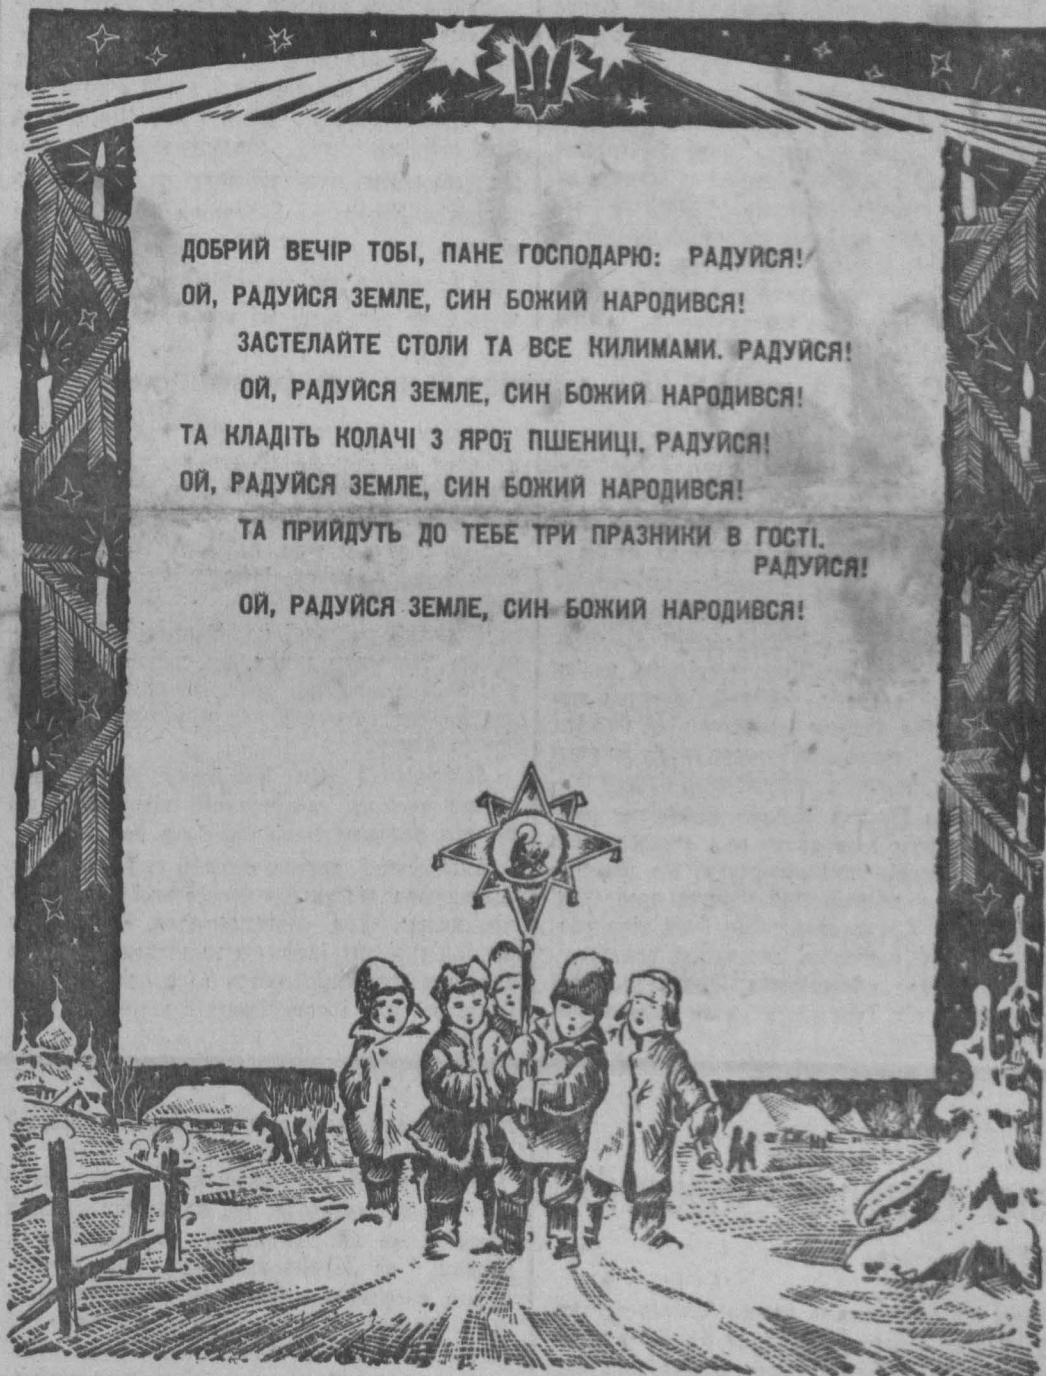 ДОБРИЙ ВЕЧІР ТОБІ, ПАНЕ ГОСПОДАРЮ: РАДУЙСЯ!
ОЙ, РАДУЙСЯ ЗЕМЛЕ, СИН БОЖИЙ НАРОДИВСЯ!
ЗАСТЕЛАЙТЕ СТОЛИ ТА ВСЕ КИЛИМАМИ. РАДУЙСЯ!
ОЙ, РАДУЙСЯ ЗЕМЛЕ, СИН БОЖИЙ НАРОДИВСЯ!
ТА КЛАДІТЬ КОЛАЧІ З ЯРОЇ ПШЕНИЦІ. РАДУЙСЯ!
ОЙ, РАДУЙСЯ ЗЕМЛЕ, СИН БОЖИЙ НАРОДИВСЯ!
ТА ПРИЙДУТЬ ДО ТЕБЕ ТРИ ПРАЗНИКИ В ГОСТІ.
РАДУЙСЯ!
ОЙ, РАДУЙСЯ ЗЕМЛЕ, СИН БОЖИЙ НАРОДИВСЯ!